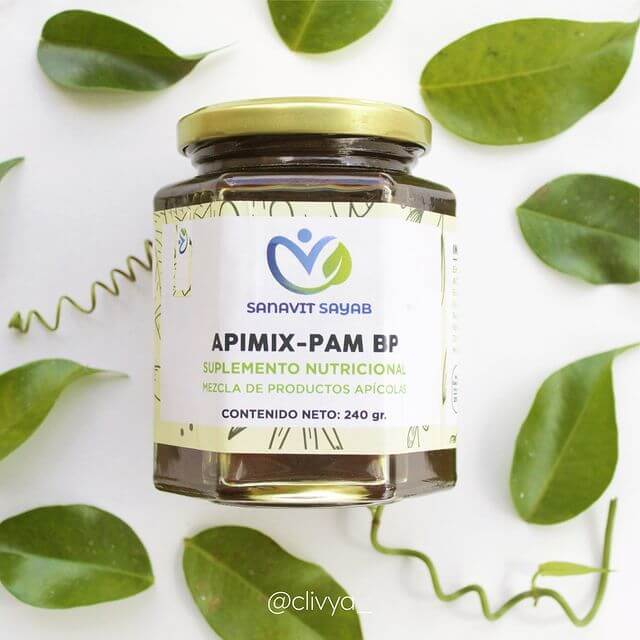 SANAVIT SAYAB
APIMIX-PAM BP
SUPLEMENTO NUTRICIONAL
MEZCLA DE PRODUCTOS APÍCOLAS
CONTENIDO NETO: 240 gr.
@clivya_